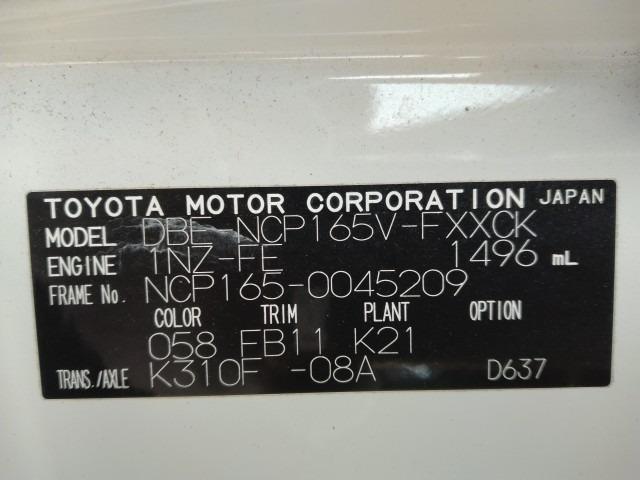 TOYOTA MOTOR CORPORATION JAPAN
MODEL DBE-NCP165V-FXXCK
ENGINE 1NZ-FE 1496 mL
FRAME No. NCP165-0045209
COLOR TRIM PLANT OPTION
058 FB11 K21
TRANS./AXLE K310F -08A D637